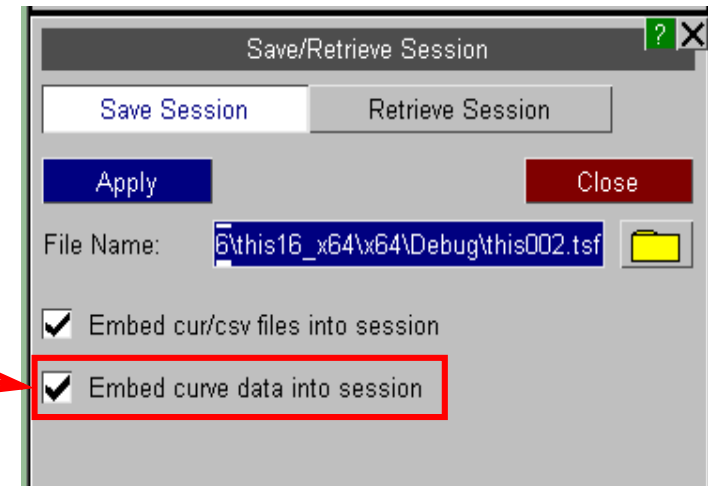 Save/Retrieve Session ? X
Save Session Retrieve Session
Apply Close
File Name: 6\this16_x64\x64\Debug\this002.tsf
Embed cur/csv files into session
Embed curve data into session